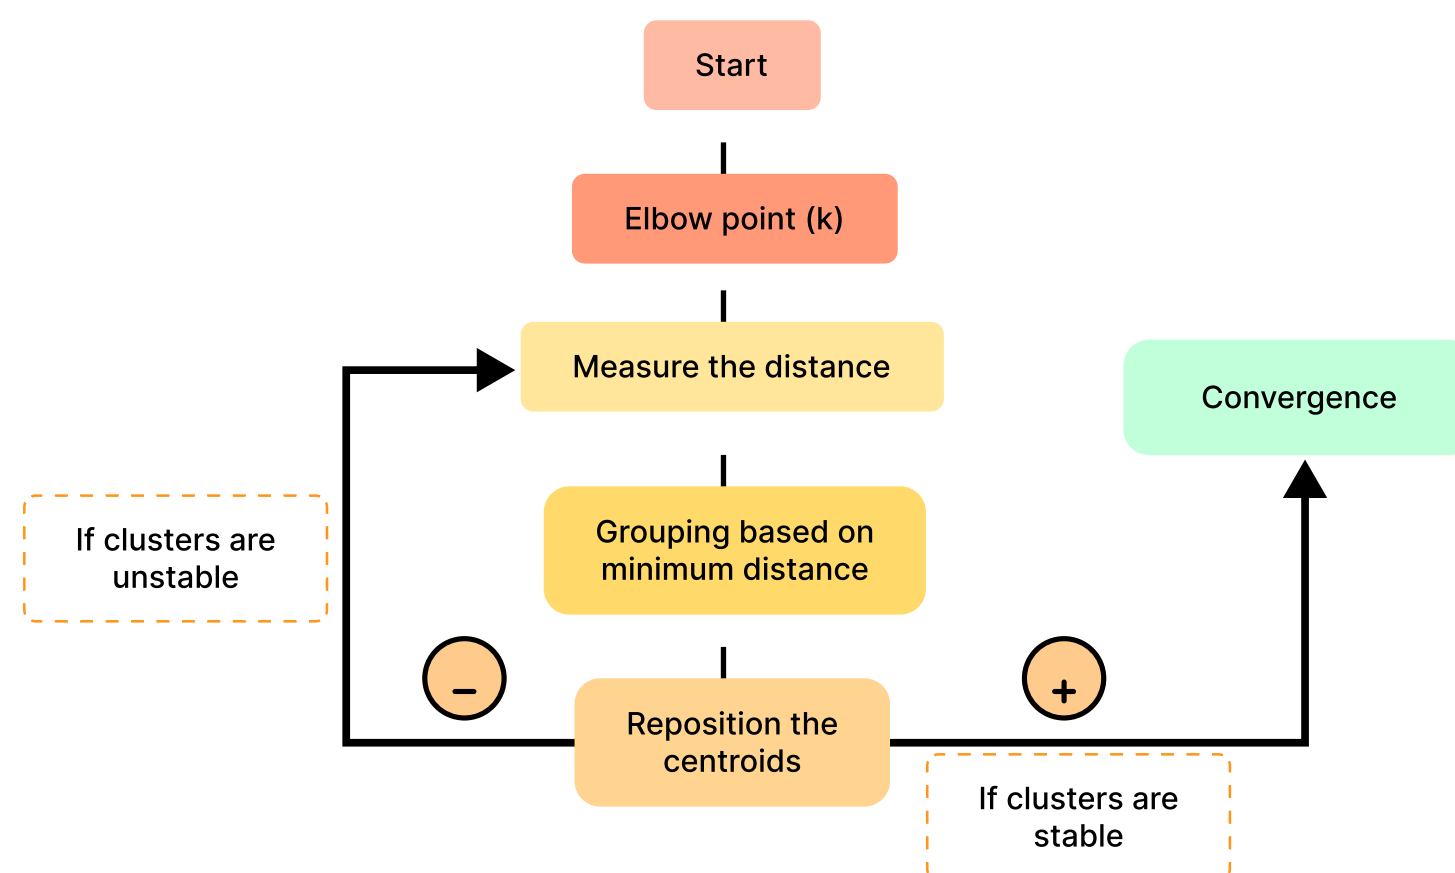 Start
Elbow point (k)
Measure the distance
Convergence
If clusters are
unstable
Grouping based on
minimum distance
–
+
Reposition the
centroids
If clusters are
stable